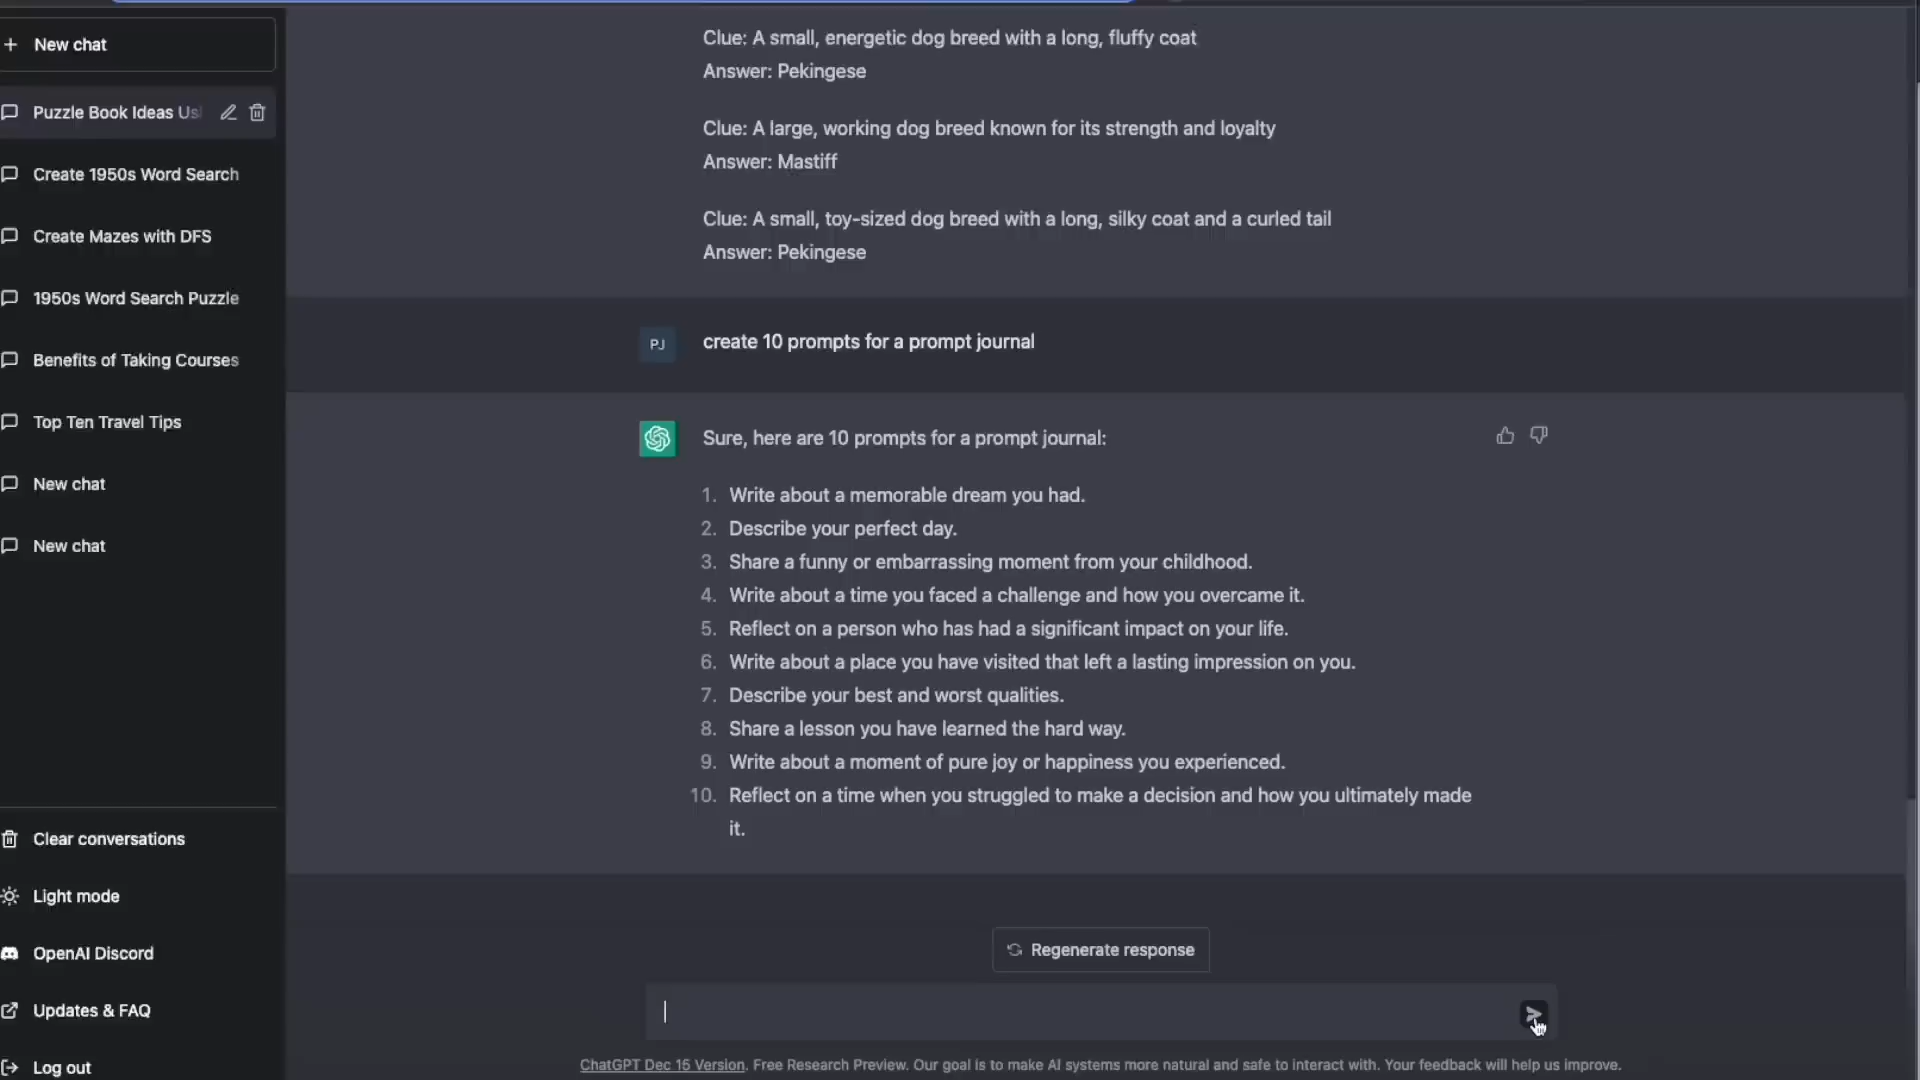 New chat
Puzzle Book Ideas Us
Create 1950s Word Search
Create Mazes with DFS
1950s Word Search Puzzle
Benefits of Taking Courses
Top Ten Travel Tips
New chat
New chat
Clear conversations
Light mode
OpenAI Discord
Updates & FAQ
Log out
Clue: A small, energetic dog breed with a long, fluffy coat
Answer: Pekingese
Clue: A large, working dog breed known for its strength and loyalty
Answer: Mastiff
Clue: A small, toy-sized dog breed with a long, silky coat and a curled tail
Answer: Pekingese
PJ
create 10 prompts for a prompt journal
Sure, here are 10 prompts for a prompt journal:
1. Write about a memorable dream you had.
2. Describe your perfect day.
3. Share a funny or embarrassing moment from your childhood.
4. Write about a time you faced a challenge and how you overcame it.
5. Reflect on a person who has had a significant impact on your life.
6. Write about a place you have visited that left a lasting impression on you.
7. Describe your best and worst qualities.
8. Share a lesson you have learned the hard way.
9. Write about a moment of pure joy or happiness you experienced.
10. Reflect on a time when you struggled to make a decision and how you ultimately made
it.
Regenerate response
ChatGPT Dec 15 Version. Free Research Preview. Our goal is to make AI systems more natural and safe to interact with. Your feedback will help us improve.